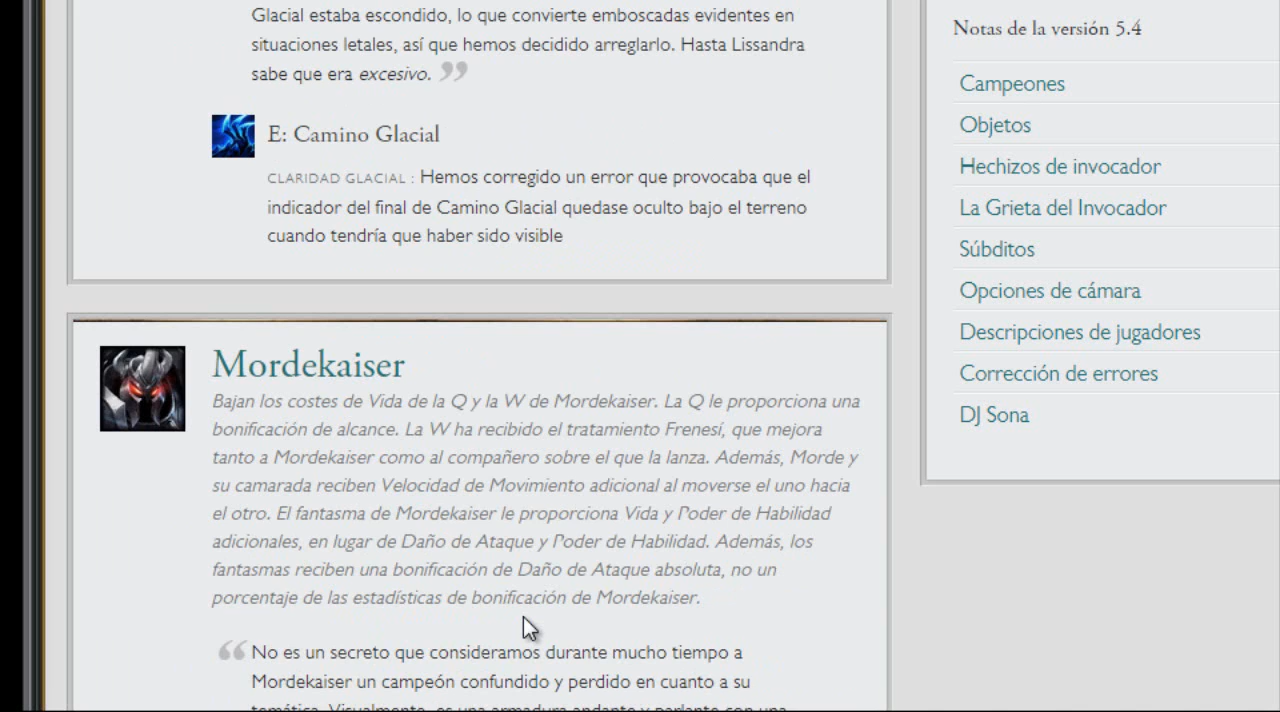 Glacial estaba escondido, lo que convierte emboscadas evidentes en
situaciones letales, así que hemos decidido arreglarlo. Hasta Lissandra
sabe que era excesivo. ”
E: Camino Glacial
CLARIDAD GLACIAL : Hemos corregido un error que provocaba que el
indicador del final de Camino Glacial quedase oculto bajo el terreno
cuando tendría que haber sido visible
Mordekaiser
Bajan los costes de Vida de la Q y la W de Mordekaiser. La Q le proporciona una
bonificación de alcance. La W ha recibido el tratamiento Frenesí, que mejora
tanto a Mordekaiser como al compañero sobre el que la lanza. Además, Morde y
su camarada reciben Velocidad de Movimiento adicional al moverse el uno hacia
el otro. El fantasma de Mordekaiser le proporciona Vida y Poder de Habilidad
adicionales, en lugar de Daño de Ataque y Poder de Habilidad. Además, los
fantasmas reciben una bonificación de Daño de Ataque absoluta, no un
porcentaje de las estadísticas de bonificación de Mordekaiser.
“ No es un secreto que consideramos durante mucho tiempo a
Mordekaiser un campeón confundido y perdido en cuanto a su
temática. Visualmente, es una armadura andante y parlante con una
Notas de la versión 5.4
Campeones
Objetos
Hechizos de invocador
La Grieta del Invocador
Súbditos
Opciones de cámara
Descripciones de jugadores
Corrección de errores
DJ Sona